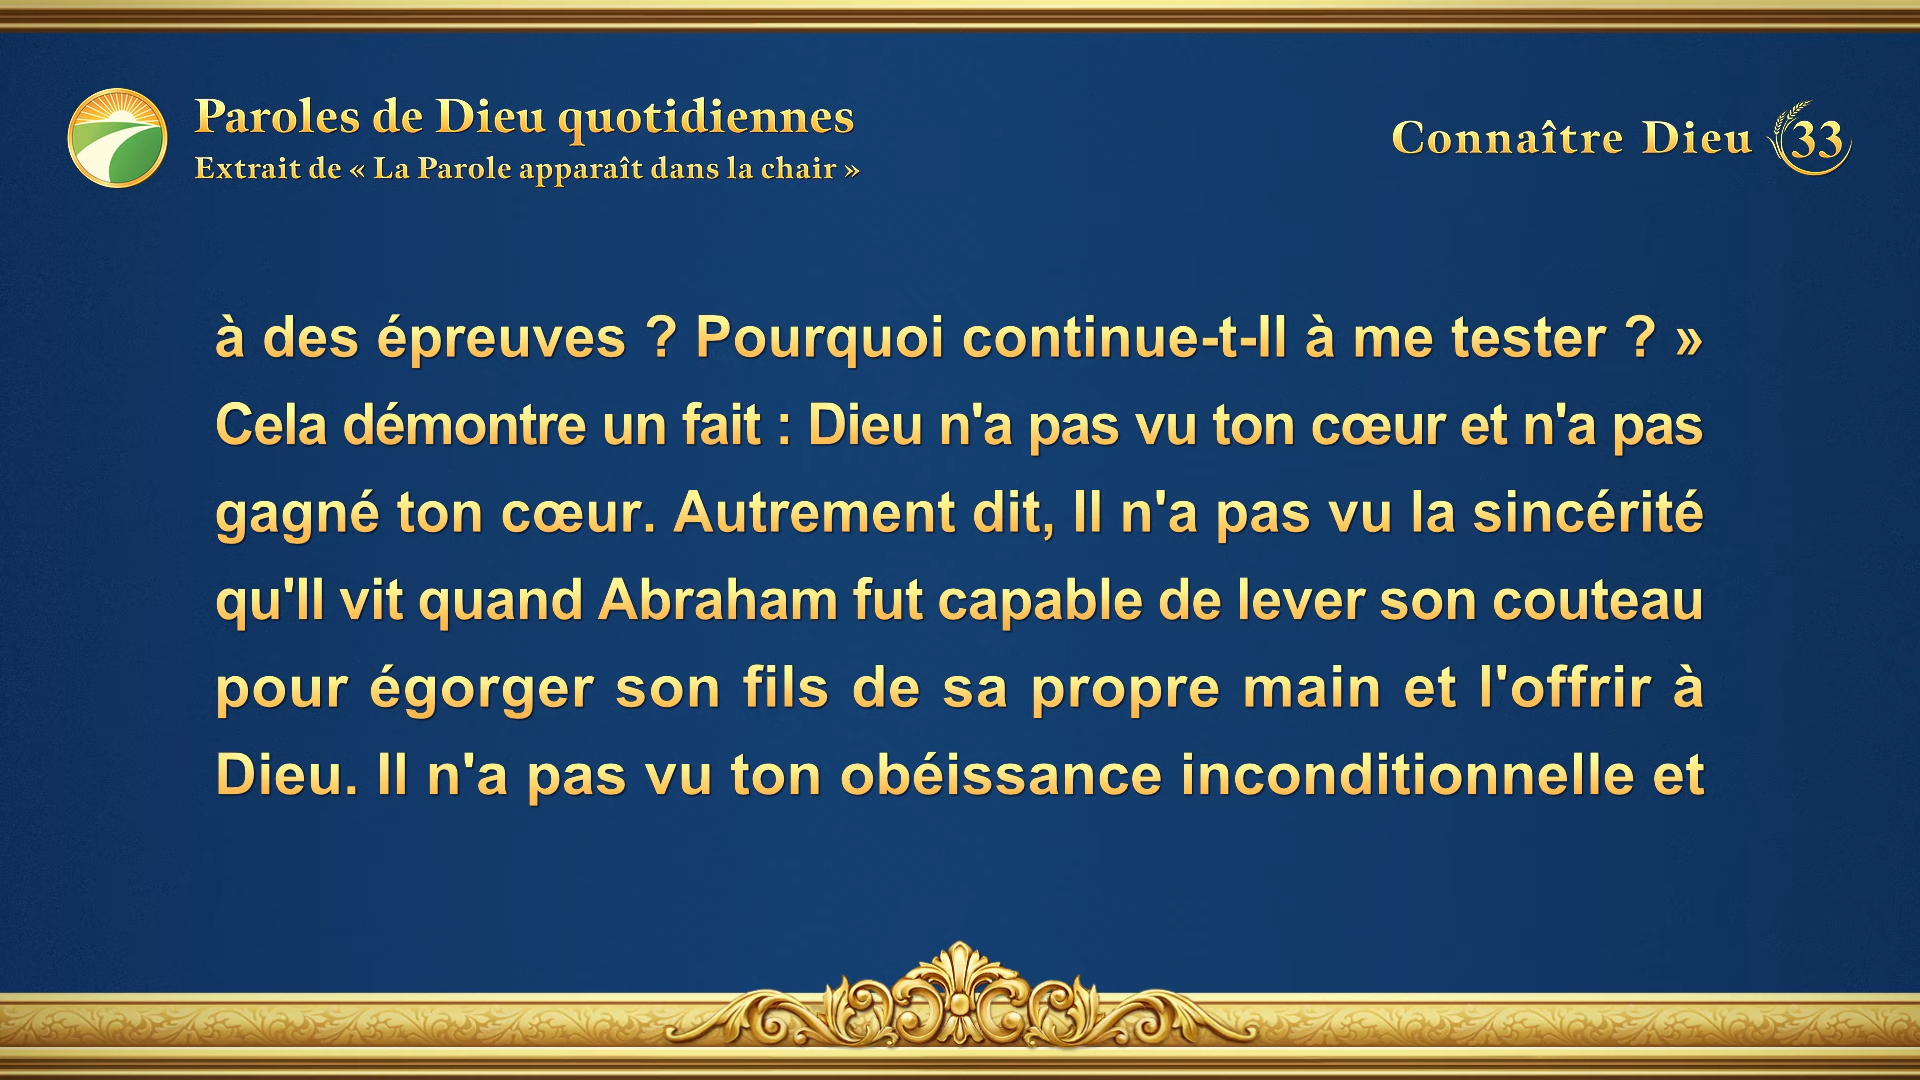 Paroles de Dieu quotidiennes
Extrait de « La Parole apparaît dans la chair »
Connaître Dieu 33
à des épreuves ? Pourquoi continue-t-Il à me tester ? »
Cela démontre un fait : Dieu n'a pas vu ton cœur et n'a pas
gagné ton cœur. Autrement dit, Il n'a pas vu la sincérité
qu'Il vit quand Abraham fut capable de lever son couteau
pour égorger son fils de sa propre main et l'offrir à
Dieu. Il n'a pas vu ton obéissance inconditionnelle et